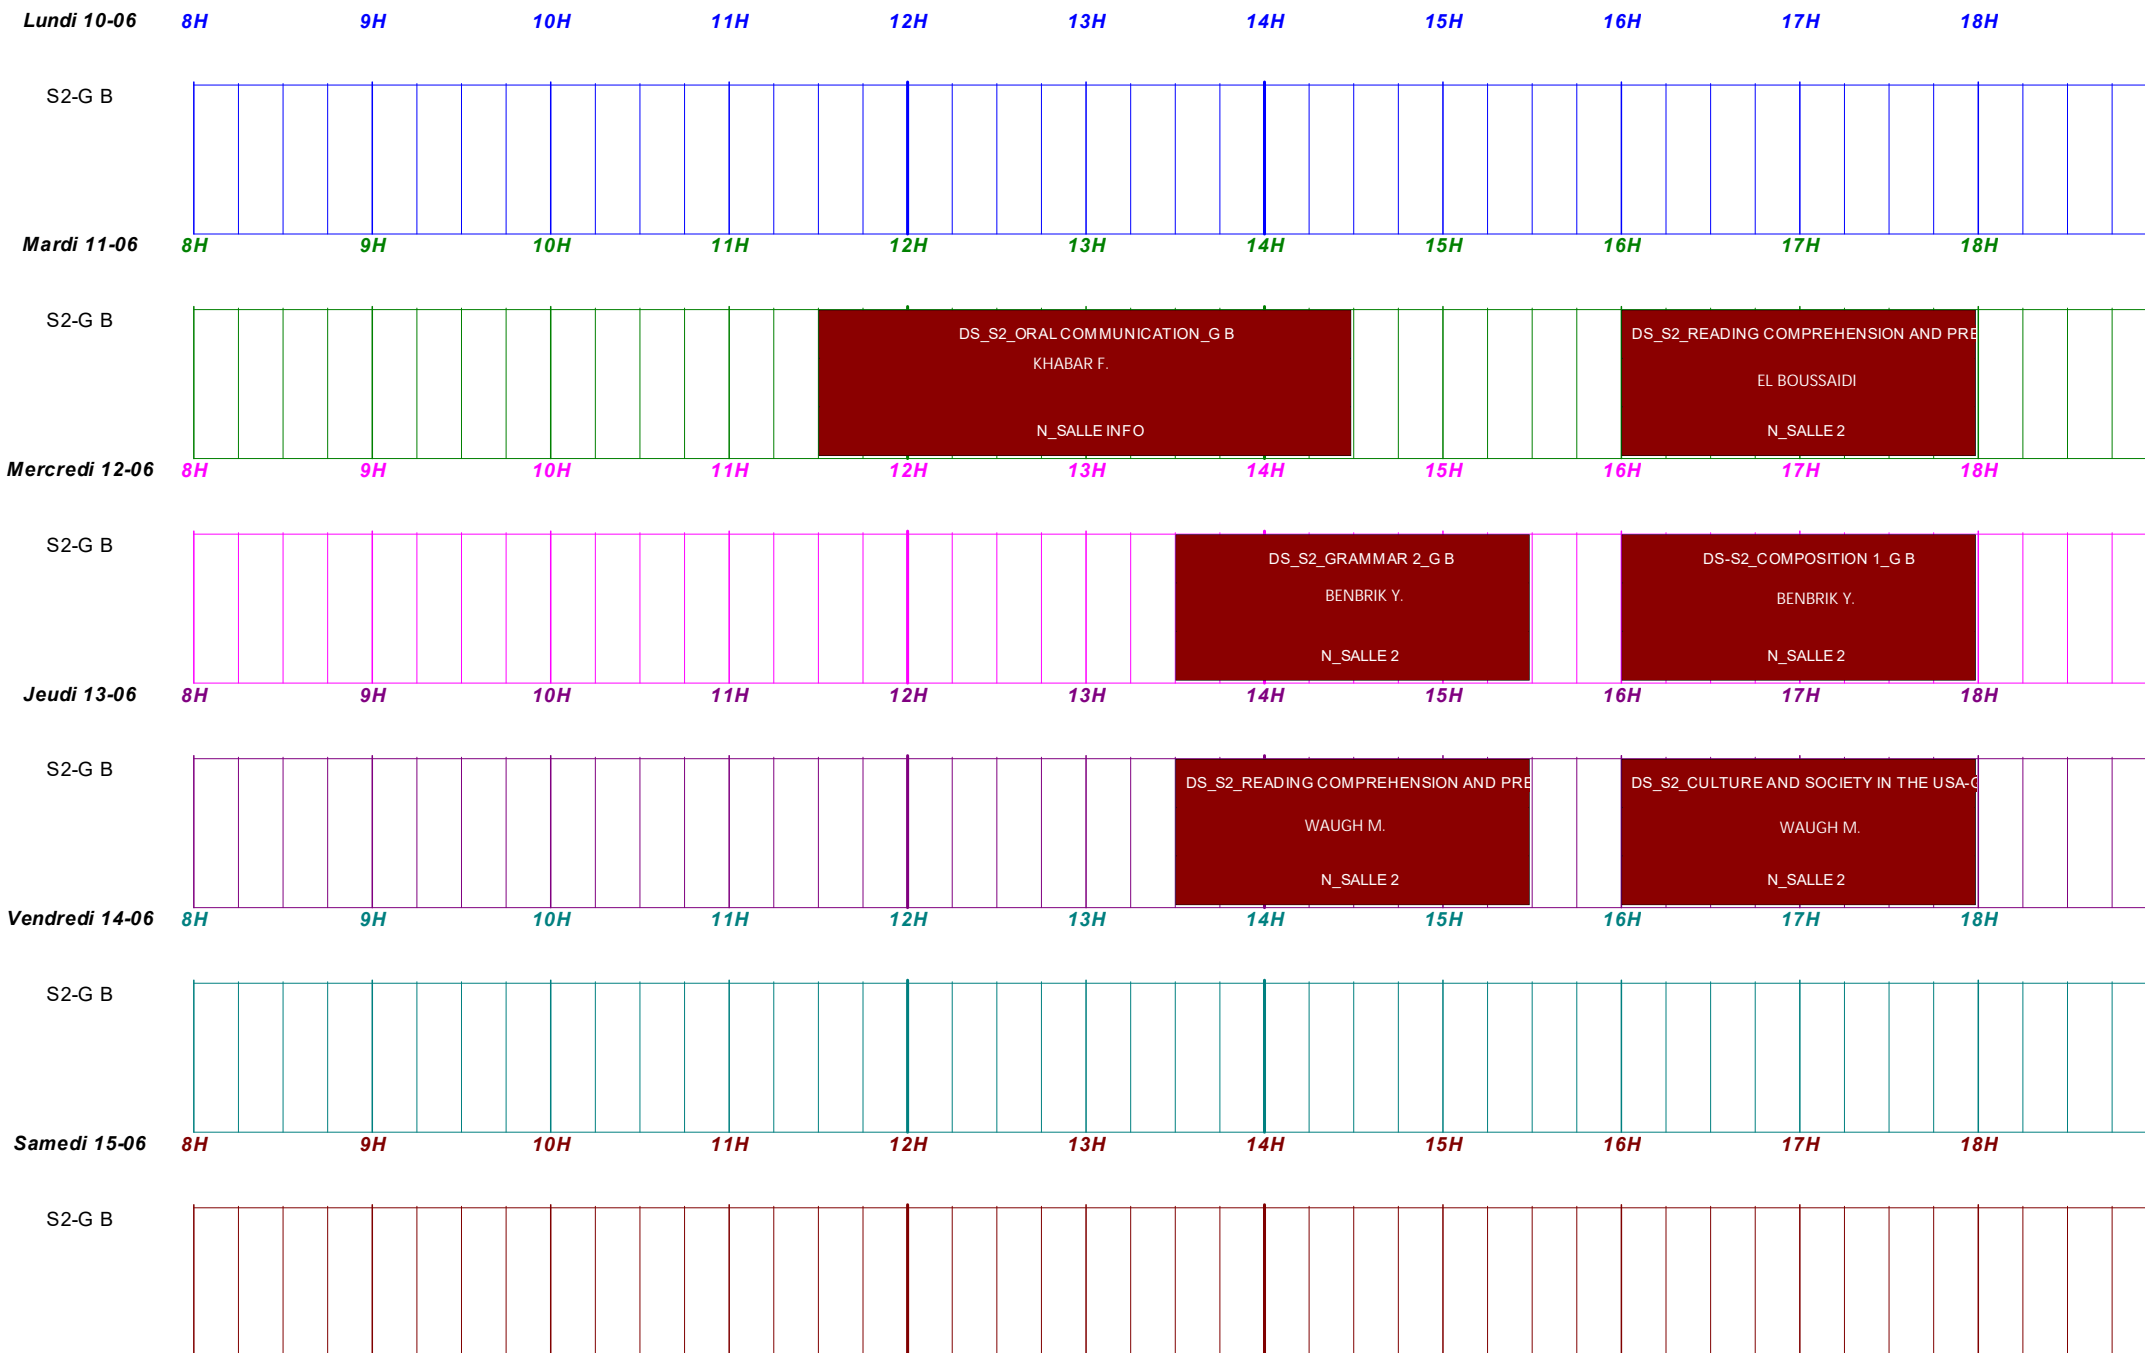 Lundi 10-06 8H 9H 10H 11H 12H 13H 14H 15H 16H 17H 18H
S2-G B
Mardi 11-06 8H 9H 10H 11H 12H 13H 14H 15H 16H 17H 18H
S2-G B
DS_S2_ORAL COMMUNICATION_G B
KHABAR F.
N_SALLE INFO
DS_S2_READING COMPREHENSION AND PRE
EL BOUSSAIDI
N_SALLE 2
Mercredi 12-06 8H 9H 10H 11H 12H 13H 14H 15H 16H 17H 18H
S2-G B
DS_S2_GRAMMAR 2_G B
BENBRIK Y.
N_SALLE 2
DS-S2_COMPOSITION 1_G B
BENBRIK Y.
N_SALLE 2
Jeudi 13-06 8H 9H 10H 11H 12H 13H 14H 15H 16H 17H 18H
S2-G B
DS_S2_READING COMPREHENSION AND PRE
WAUGH M.
N_SALLE 2
DS_S2_CULTURE AND SOCIETY IN THE USA-
WAUGH M.
N_SALLE 2
Vendredi 14-06 8H 9H 10H 11H 12H 13H 14H 15H 16H 17H 18H
S2-G B
Samedi 15-06 8H 9H 10H 11H 12H 13H 14H 15H 16H 17H 18H
S2-G B